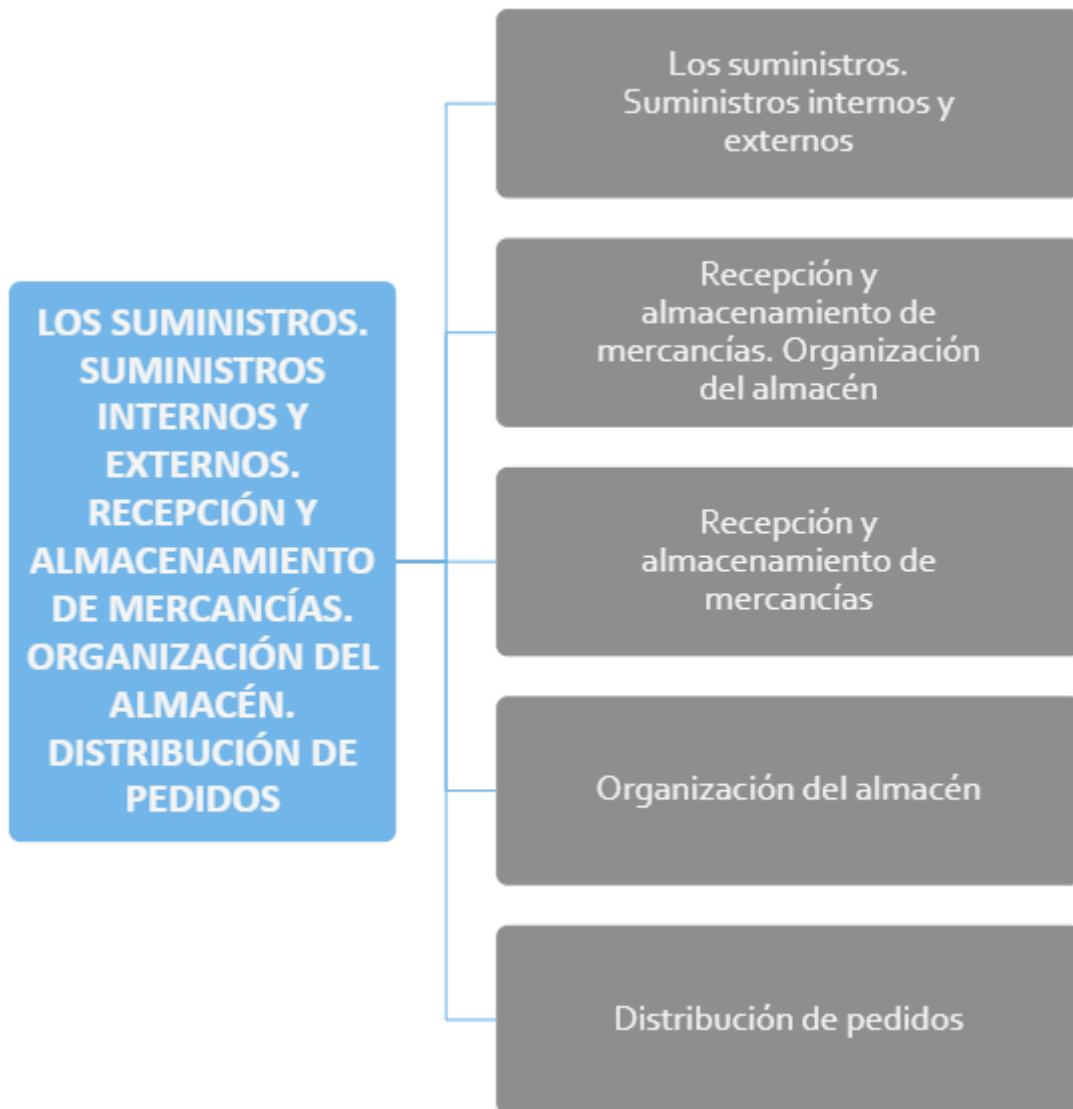 LOS SUMINISTROS.
SUMINISTROS
INTERNOS Y
EXTERNOS.
RECEPCIÓN Y
ALMACENAMIENTO
DE MERCANCÍAS.
ORGANIZACIÓN DEL
ALMACÉN.
DISTRIBUCIÓN DE
PEDIDOS
Los suministros.
Suministros internos y
externos
Recepción y
almacenamiento de
mercancías. Organización
del almacén
Recepción y
almacenamiento de
mercancías
Organización del almacén
Distribución de pedidos